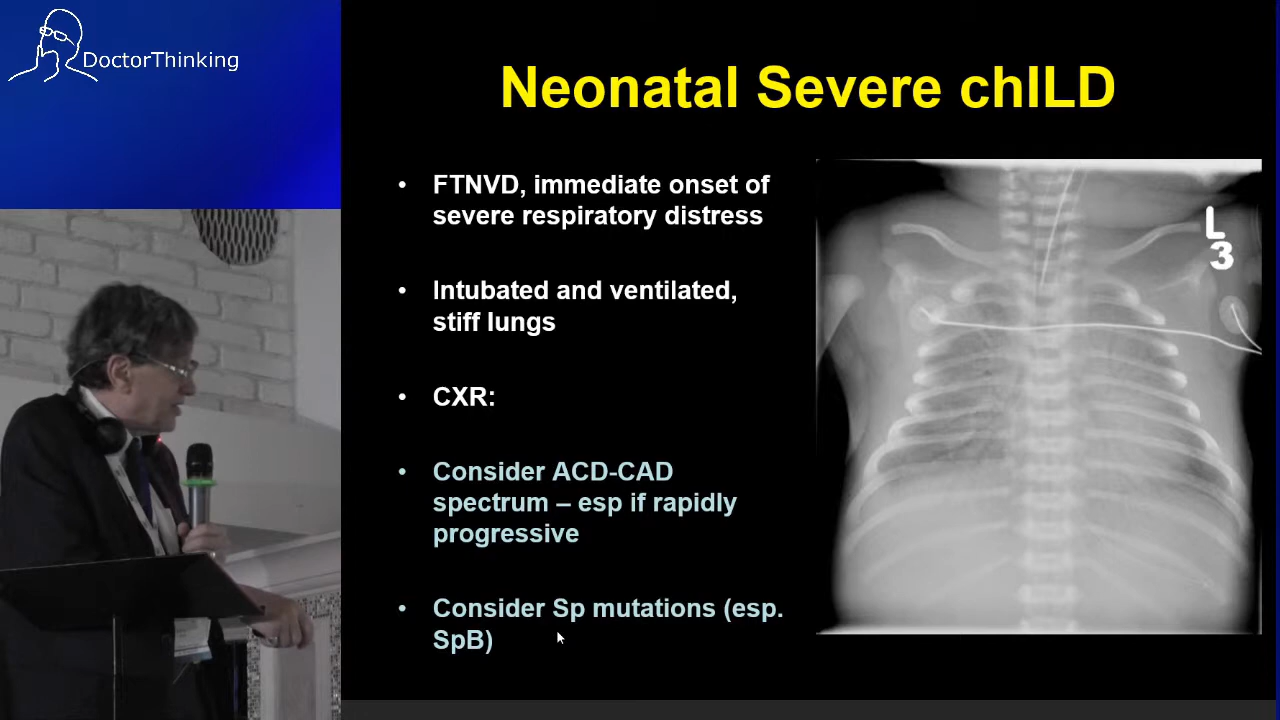 DoctorThinking
Neonatal Severe chILD
• FTNVD, immediate onset of
severe respiratory distress
• Intubated and ventilated,
stiff lungs
• CXR:
• Consider ACD-CAD
spectrum – esp if rapidly
progressive
• Consider Sp mutations (esp.
SpB)
L
3